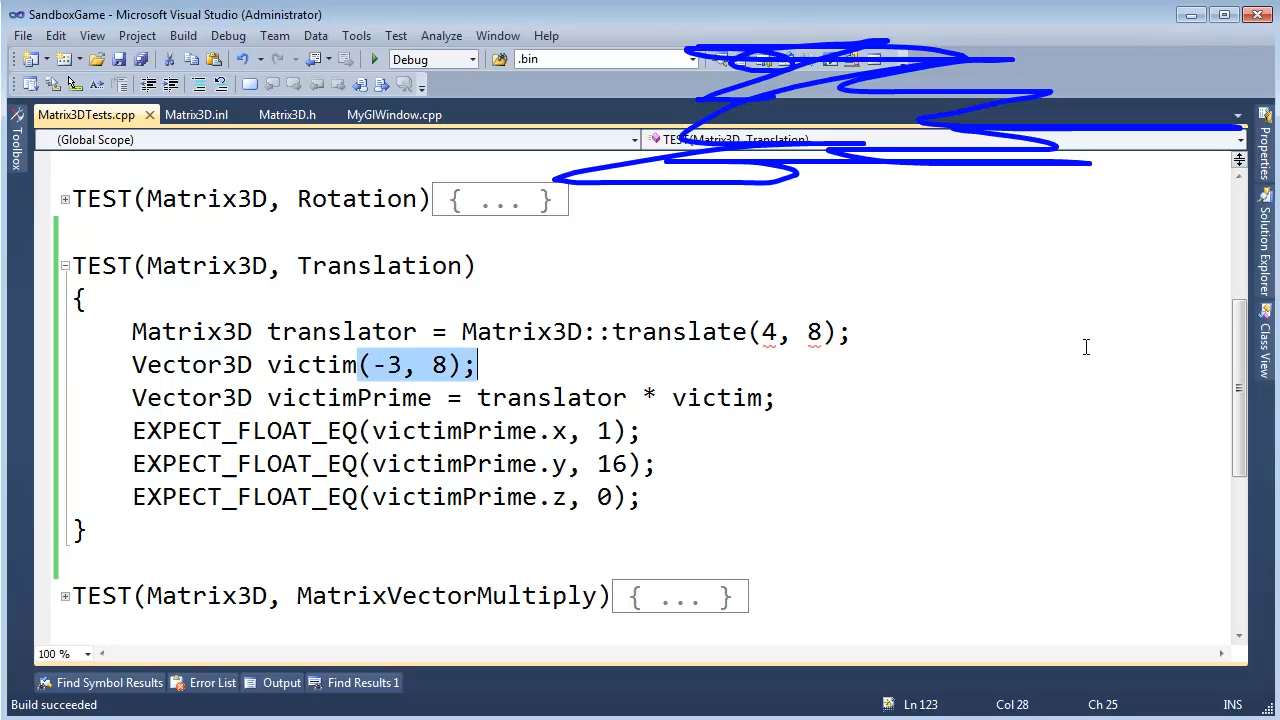 SandboxGame - Microsoft Visual Studio (Administrator)
File Edit View Project Build Debug Team Data Tools Test Analyze Window Help
Debug .bin
Matrix3DTests.cpp Matrix3D.inl Matrix3D.h MyGlWindow.cpp
(Global Scope) TEST(Matrix3D, Translation)
Toolbox
Properties
Solution Explorer
Class View
TEST(Matrix3D, Rotation){ ... }
TEST(Matrix3D, Translation)
{
Matrix3D translator = Matrix3D::translate(4, 8);
Vector3D victim(-3, 8);
Vector3D victimPrime = translator * victim;
EXPECT_FLOAT_EQ(victimPrime.x, 1);
EXPECT_FLOAT_EQ(victimPrime.y, 16);
EXPECT_FLOAT_EQ(victimPrime.z, 0);
}
TEST(Matrix3D, MatrixVectorMultiply){ ... }
100 %
Find Symbol Results Error List Output Find Results 1
Build succeeded Ln 123 Col 28 Ch 25 INS